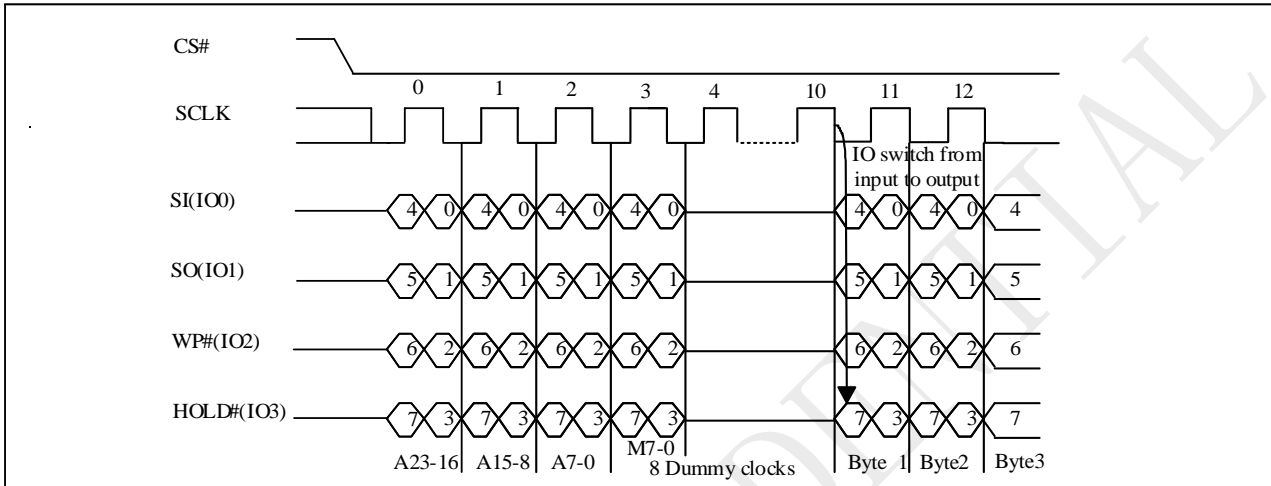 CS#
0 1 2 3 4 10 11 12
SCLK
IO switch from
input to output
SI(IO0) 4 0 4 0 4 0 4 0 4 0 4 0 4
SO(IO1) 5 1 5 1 5 1 5 1 5 1 5 1 5
WP#(IO2) 6 2 6 2 6 2 6 2 6 2 6 2 6
HOLD#(IO3) 7 3 7 3 7 3 7 3 7 3 7 3 7
A23-16 A15-8 A7-0 M7-0 8 Dummy clocks Byte 1 Byte2 Byte3
DENTIAL